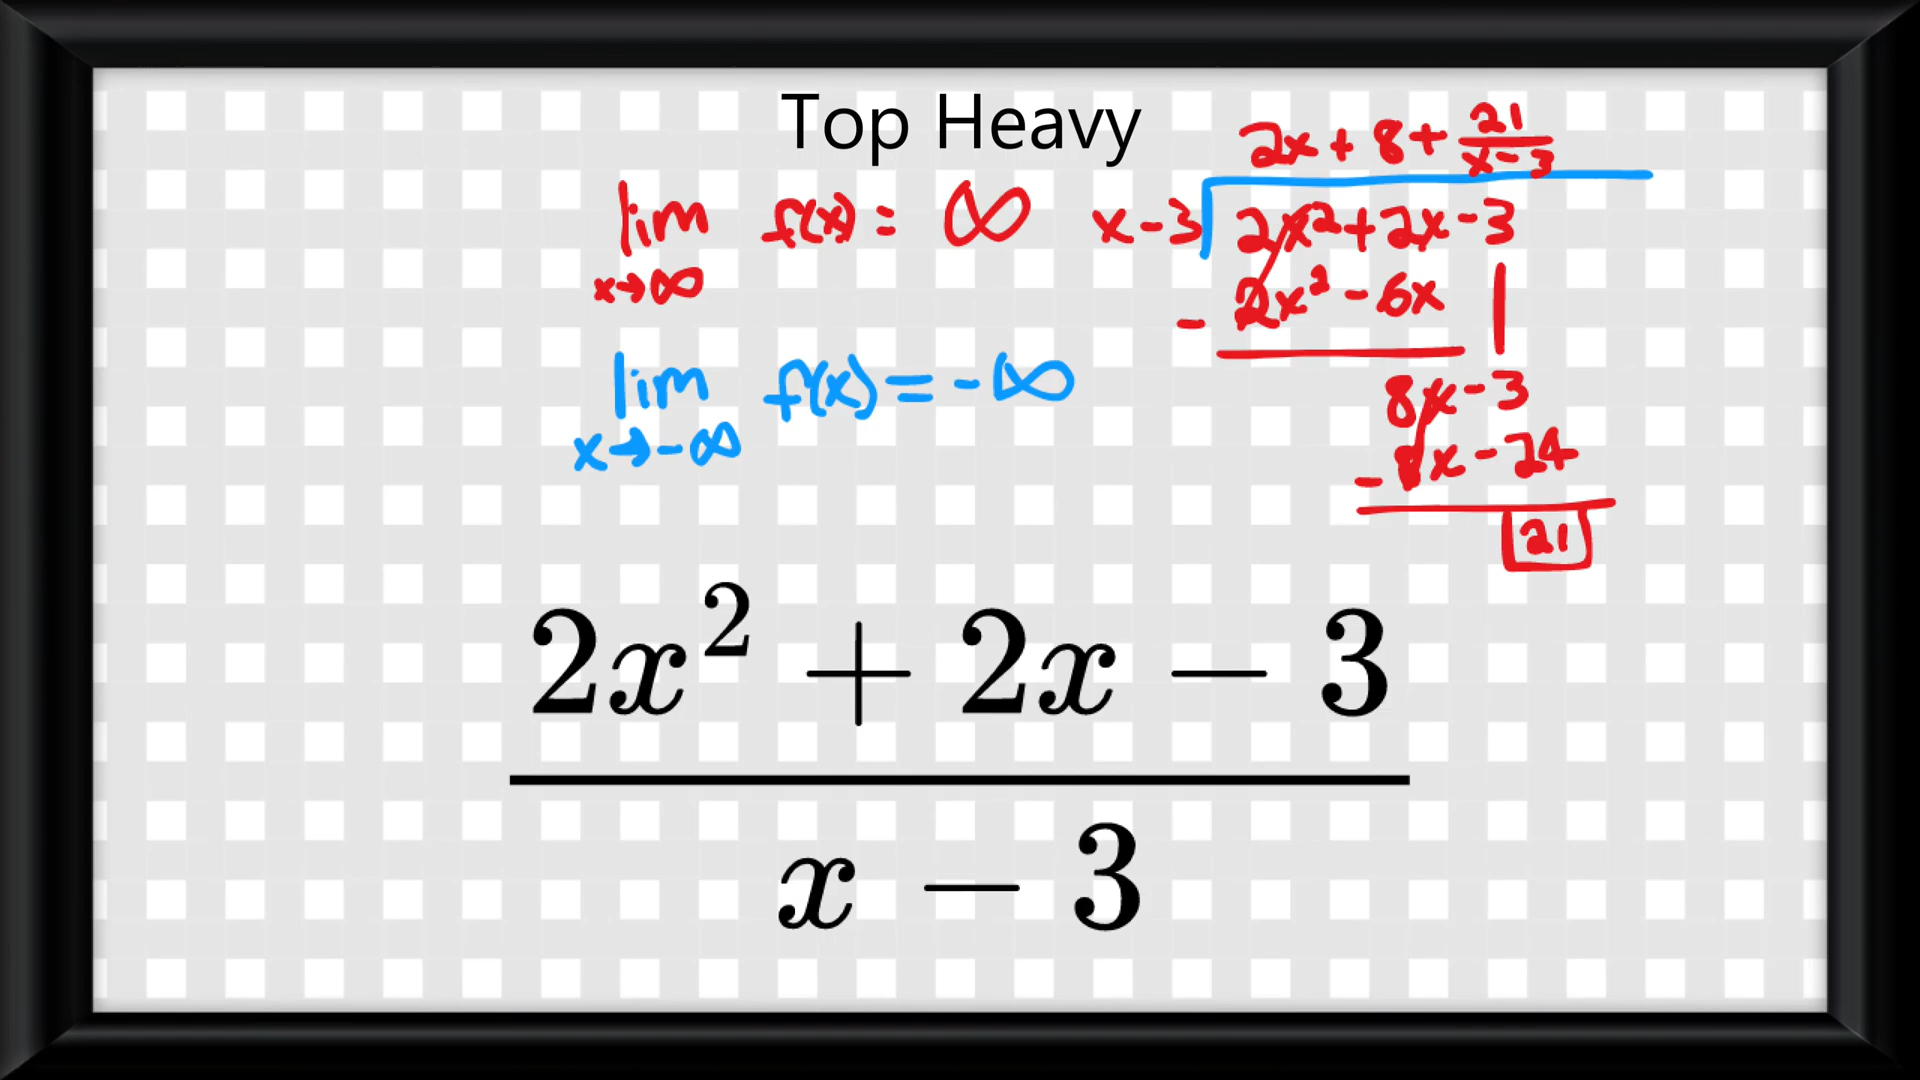 Top Heavy
lim f(x) = ∞
x→∞
lim f(x) = -∞
x→-∞
2x + 8 + 21/(x-3)
x-3 2x² + 2x - 3
- 2x² - 6x
8x - 3
- 8x - 24
21
2x² + 2x − 3
x − 3